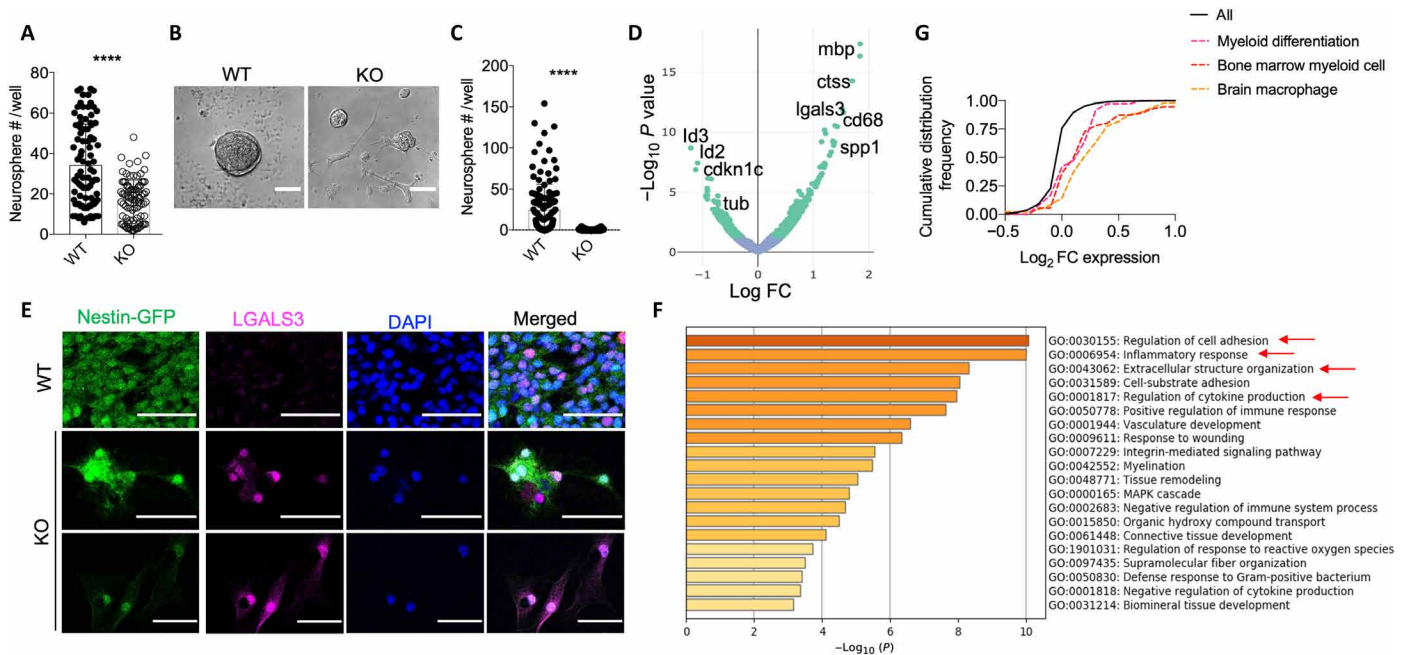 A
****
Neurosphere # /well
80
60
40
20
0
WT
KO
B
WT
KO
C
****
Neurosphere # /well
200
150
100
50
0
WT
KO
D
−Log10 P value
15
10
5
0
mbp
ctss
lgals3
cd68
spp1
Id3
Id2
cdkn1c
tub
−1
0
1
2
Log FC
G
All
Myeloid differentiation
Bone marrow myeloid cell
Brain macrophage
Cumulative distribution
frequency
1.00
0.75
0.50
0.25
0.00
−0.5
0.0
0.5
1.0
Log2 FC expression
E
Nestin-GFP
LGALS3
DAPI
Merged
WT
KO
F
GO:0030155: Regulation of cell adhesion
GO:0006954: Inflammatory response
GO:0043062: Extracellular structure organization
GO:0031589: Cell-substrate adhesion
GO:0001817: Regulation of cytokine production
GO:0050778: Positive regulation of immune response
GO:0001944: Vasculature development
GO:0009611: Response to wounding
GO:0007229: Integrin-mediated signaling pathway
GO:0042552: Myelination
GO:0048771: Tissue remodeling
GO:0000165: MAPK cascade
GO:0002683: Negative regulation of immune system process
GO:0015850: Organic hydroxy compound transport
GO:0061448: Connective tissue development
GO:1901031: Regulation of response to reactive oxygen species
GO:0097435: Supramolecular fiber organization
GO:0050830: Defense response to Gram-positive bacterium
GO:0001818: Negative regulation of cytokine production
GO:0031214: Biomineral tissue development
0
2
4
6
8
10
−Log10 (P)